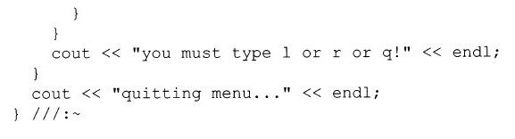 }
}
cout << "you must type l or r or q!" << endl;
}
cout << "quitting menu..." << endl;
} ///:~